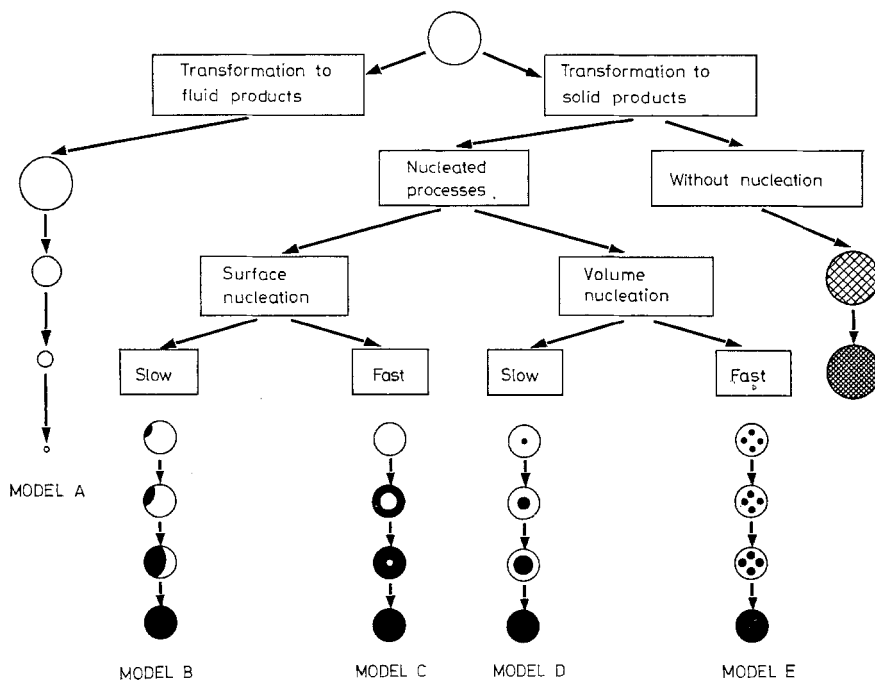 Transformation to
fluid products
Transformation to
solid products
Nucleated
processes
Without nucleation
Surface
nucleation
Volume
nucleation
Slow
Fast
Slow
Fast
MODEL A
MODEL B
MODEL C
MODEL D
MODEL E